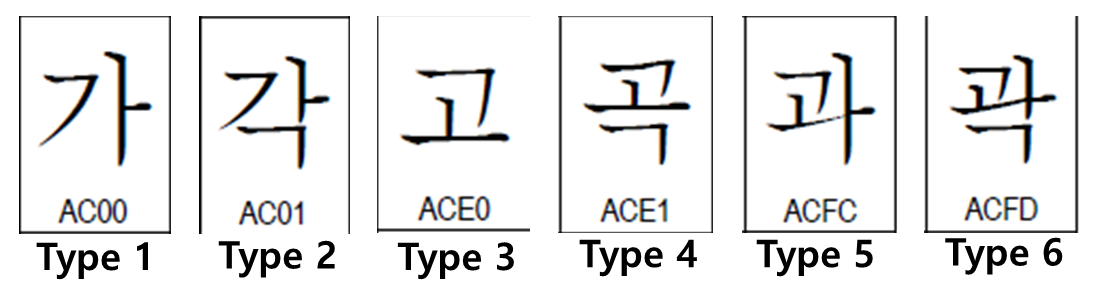 가 각 고 곡 과 곽
AC00 AC01 ACE0 ACE1 ACFC ACFD
Type 1 Type 2 Type 3 Type 4 Type 5 Type 6